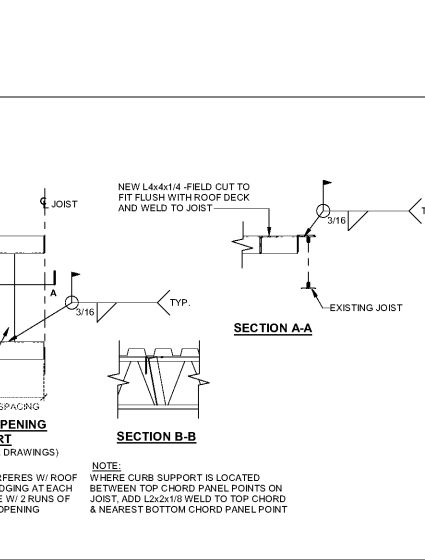 NEW L4x4x1/4 -FIELD CUT TO
FIT FLUSH WITH ROOF DECK
AND WELD TO JOIST
℄ JOIST
3/16
A
3/16
TYP.
EXISTING JOIST
SECTION A-A
SPACING
PENING
RT
DRAWINGS)
SECTION B-B
RFERES W/ ROOF
DGING AT EACH
E W/ 2 RUNS OF
OPENING
NOTE:
WHERE CURB SUPPORT IS LOCATED
BETWEEN TOP CHORD PANEL POINTS ON
JOIST, ADD L2x2x1/8 WELD TO TOP CHORD
& NEAREST BOTTOM CHORD PANEL POINT